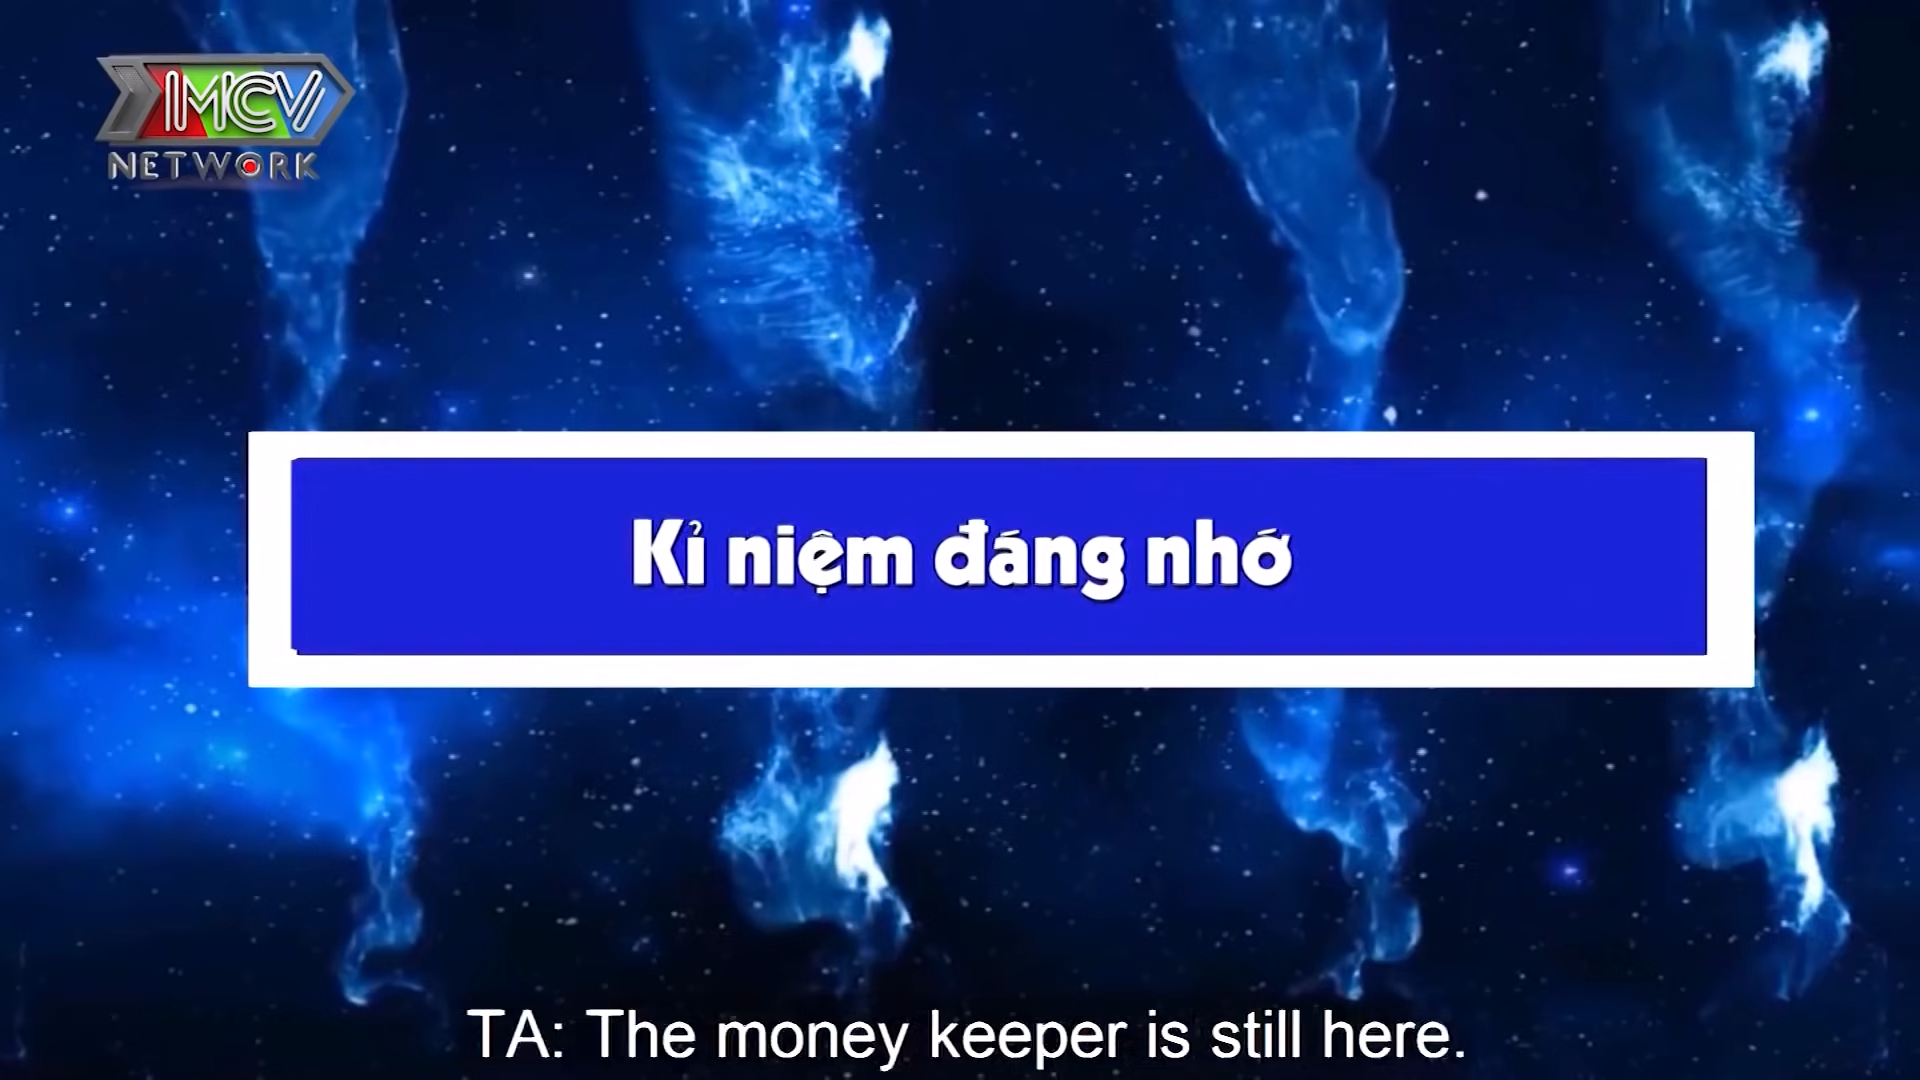 MCV
NETWORK
Kỉ niệm đáng nhớ
TA: The money keeper is still here.